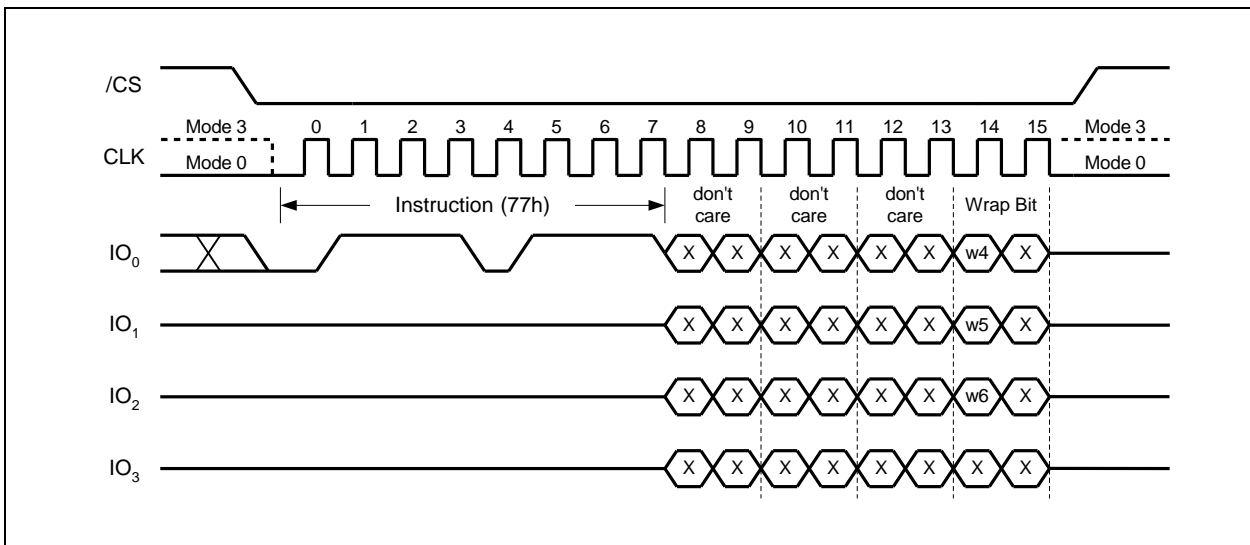 /CS
Mode 3 0 1 2 3 4 5 6 7 8 9 10 11 12 13 14 15 Mode 3
CLK
Mode 0 Mode 0
Instruction (77h) don't care don't care don't care Wrap Bit
IO0 X X X X X X w4 X
IO1 X X X X X X w5 X
IO2 X X X X X X w6 X
IO3 X X X X X X X X